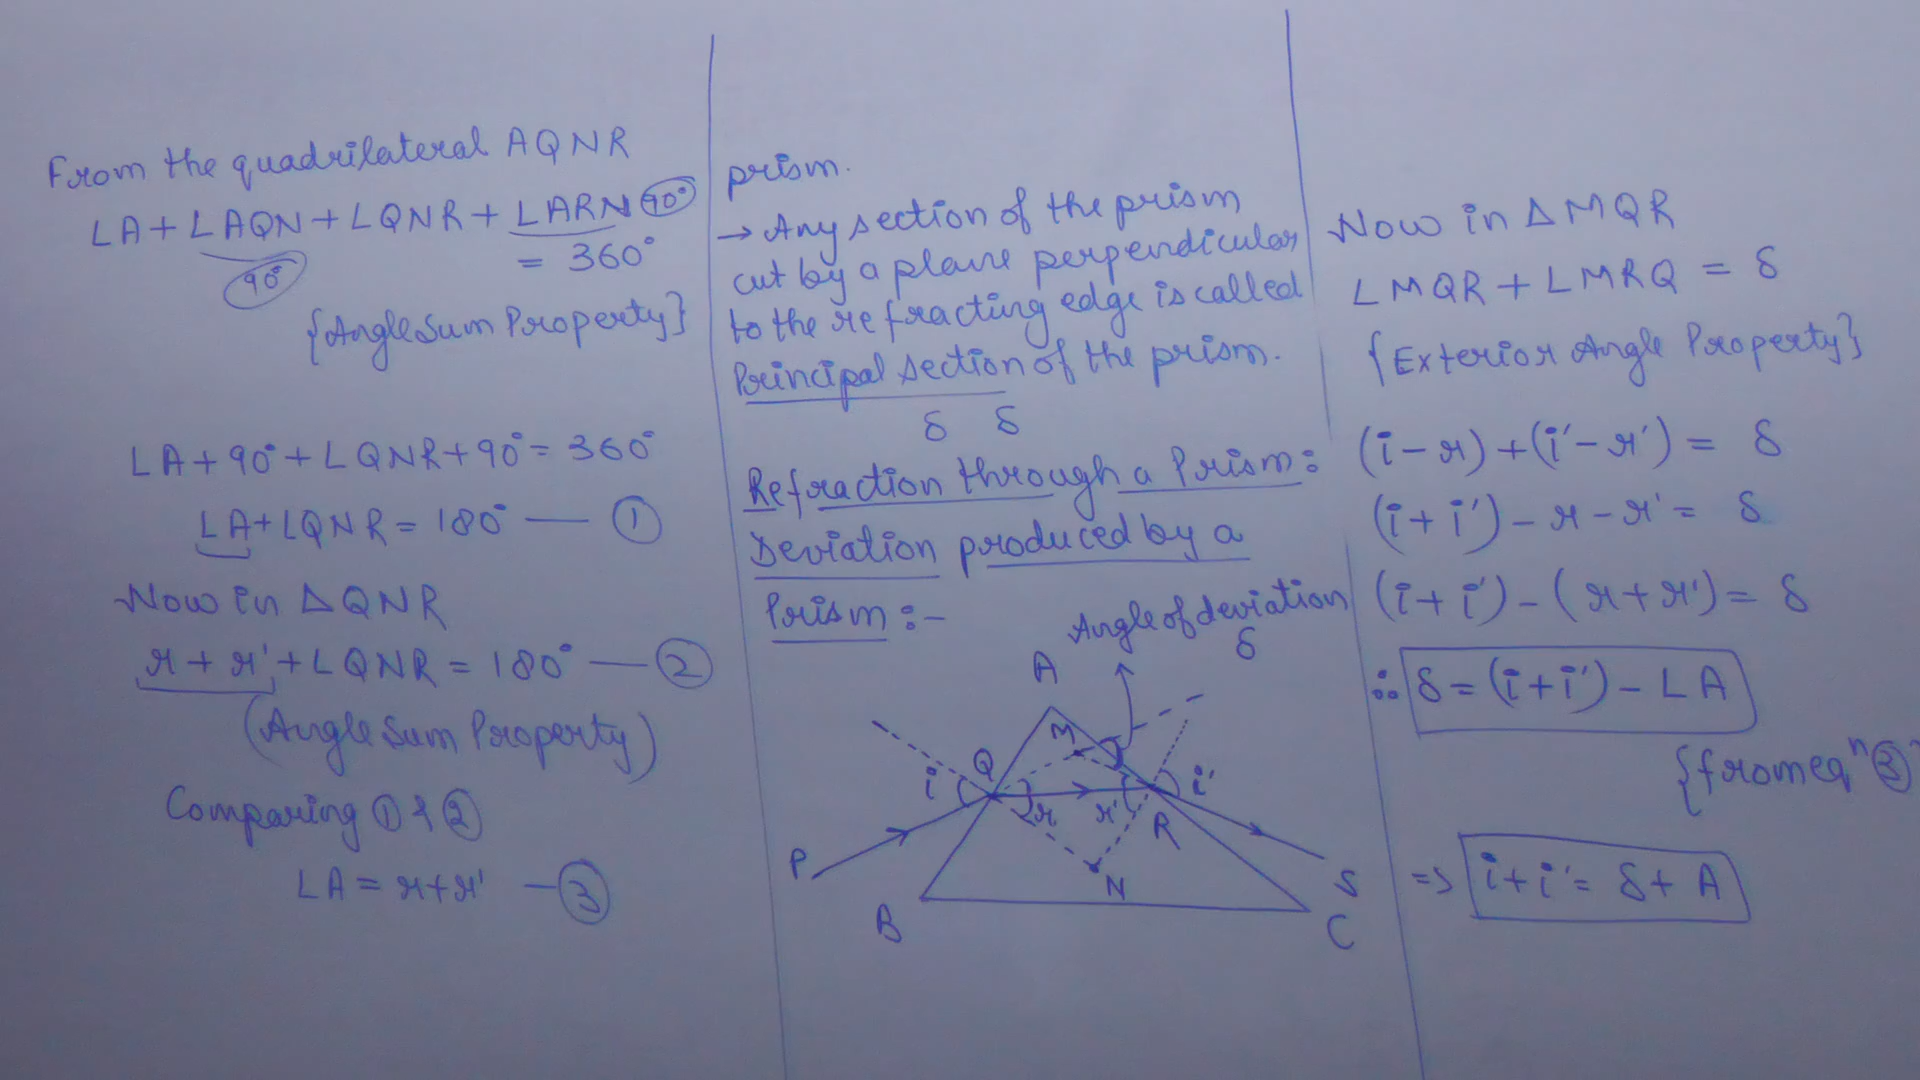 From the quadrilateral AQNR
∠A + ∠AQN + ∠QNR + ∠ARN 90°
90°
= 360°
{Angle Sum Property}
∠A + 90° + ∠QNR + 90° = 360°
∠A + ∠QNR = 180° — ①
Now in △QNR
r + r' + ∠QNR = 180° — ②
(Angle Sum Property)
Comparing ① & ②
∠A = r + r' — ③
prism.
→ Any section of the prism
cut by a plane perpendicular
to the refracting edge is called
Principal section of the prism.
δ δ
Refraction through a Prism:
Deviation produced by a
Prism :-
Angle of deviation
δ
A
M
Q
i
i'
r
r'
R
P
N
S
B
C
Now in △MQR
∠MQR + ∠MRQ = δ
{Exterior Angle Property}
(i - r) + (i' - r') = δ
(i + i') - r - r' = δ
(i + i') - (r + r') = δ
∴ δ = (i + i') - ∠A
{from eqⁿ ③
=> i + i' = δ + A